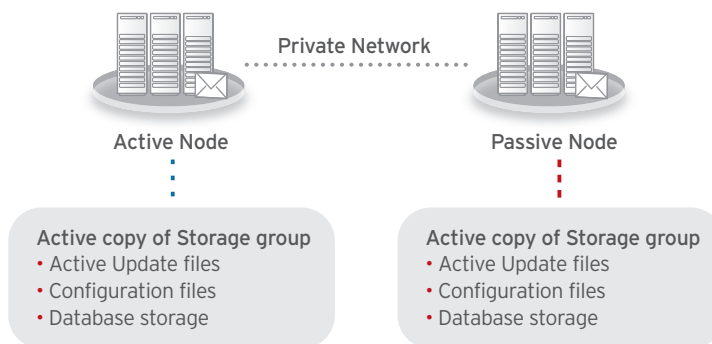 Private Network
Active Node
Passive Node
Active copy of Storage group
• Active Update files
• Configuration files
• Database storage
Active copy of Storage group
• Active Update files
• Configuration files
• Database storage